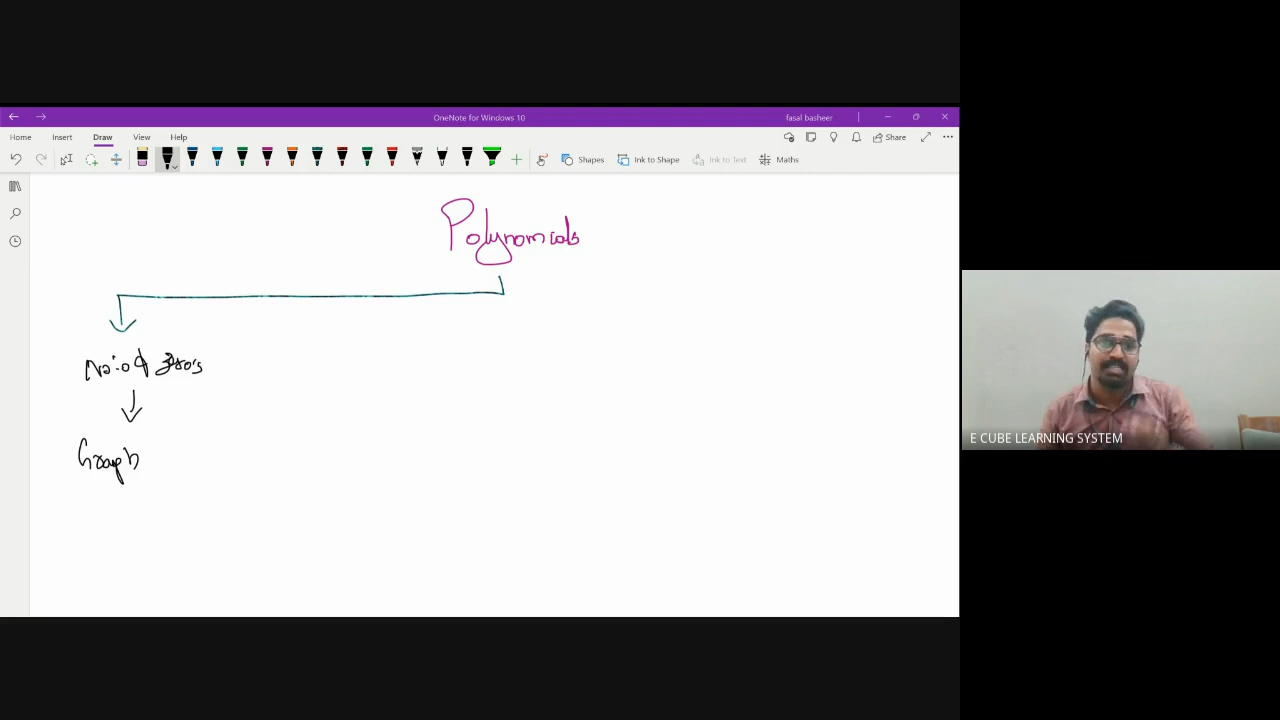 OneNote for Windows 10
fasal basheer
Home Insert Draw View Help
Share
Shapes Ink to Shape Ink to Text Maths
Polynomials
No. of zeros
Graph
E CUBE LEARNING SYSTEM